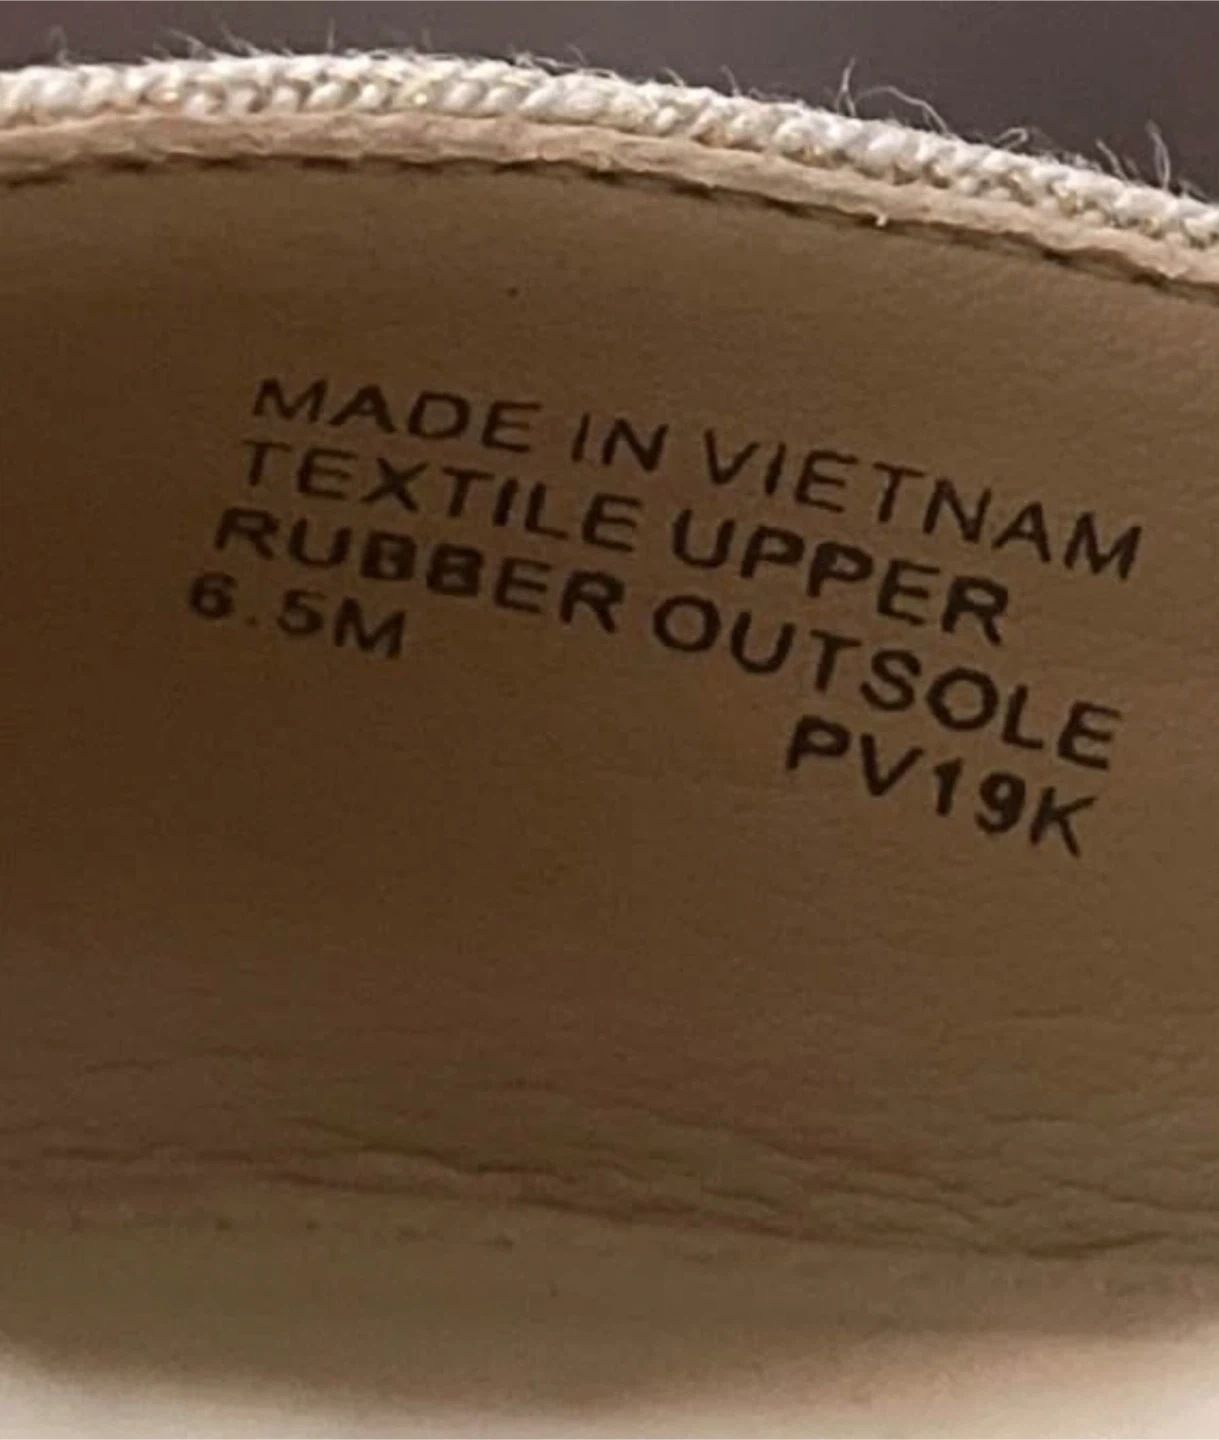 MADE IN VIETNAM
TEXTILE UPPER
RUBBER OUTSOLE
6.5M
PV19K